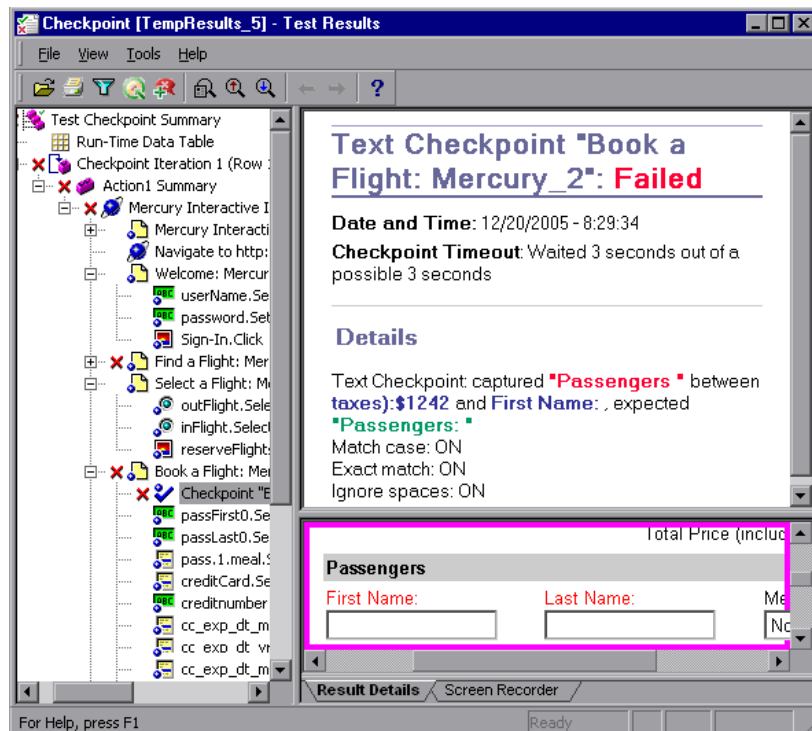 Checkpoint [TempResults_5] - Test Results
File View Tools Help
?
Test Checkpoint Summary
Run-Time Data Table
Checkpoint Iteration 1 (Row
Action1 Summary
Mercury Interactive I
Mercury Interacti
Navigate to http:
Welcome: Mercur
userName.Se
password.Set
Sign-In.Click
Find a Flight: Mer
Select a Flight: Me
outFlight.Sele
inFlight.Select
reserveFlights
Book a Flight: Mer
Checkpoint "B
passFirst0.Se
passLast0.Se
pass.1.meal.S
creditCard.Se
creditnumber
cc_exp_dt_m
cc_exp_dt_yr
cc_exp_dt_m
Text Checkpoint "Book a
Flight: Mercury_2": Failed
Date and Time: 12/20/2005 - 8:29:34
Checkpoint Timeout: Waited 3 seconds out of a
possible 3 seconds
Details
Text Checkpoint: captured "Passengers " between
taxes):$1242 and First Name: , expected
"Passengers: "
Match case: ON
Exact match: ON
Ignore spaces: ON
Total Price (includ
Passengers
First Name: Last Name: Me
No
Result Details Screen Recorder
For Help, press F1 Ready